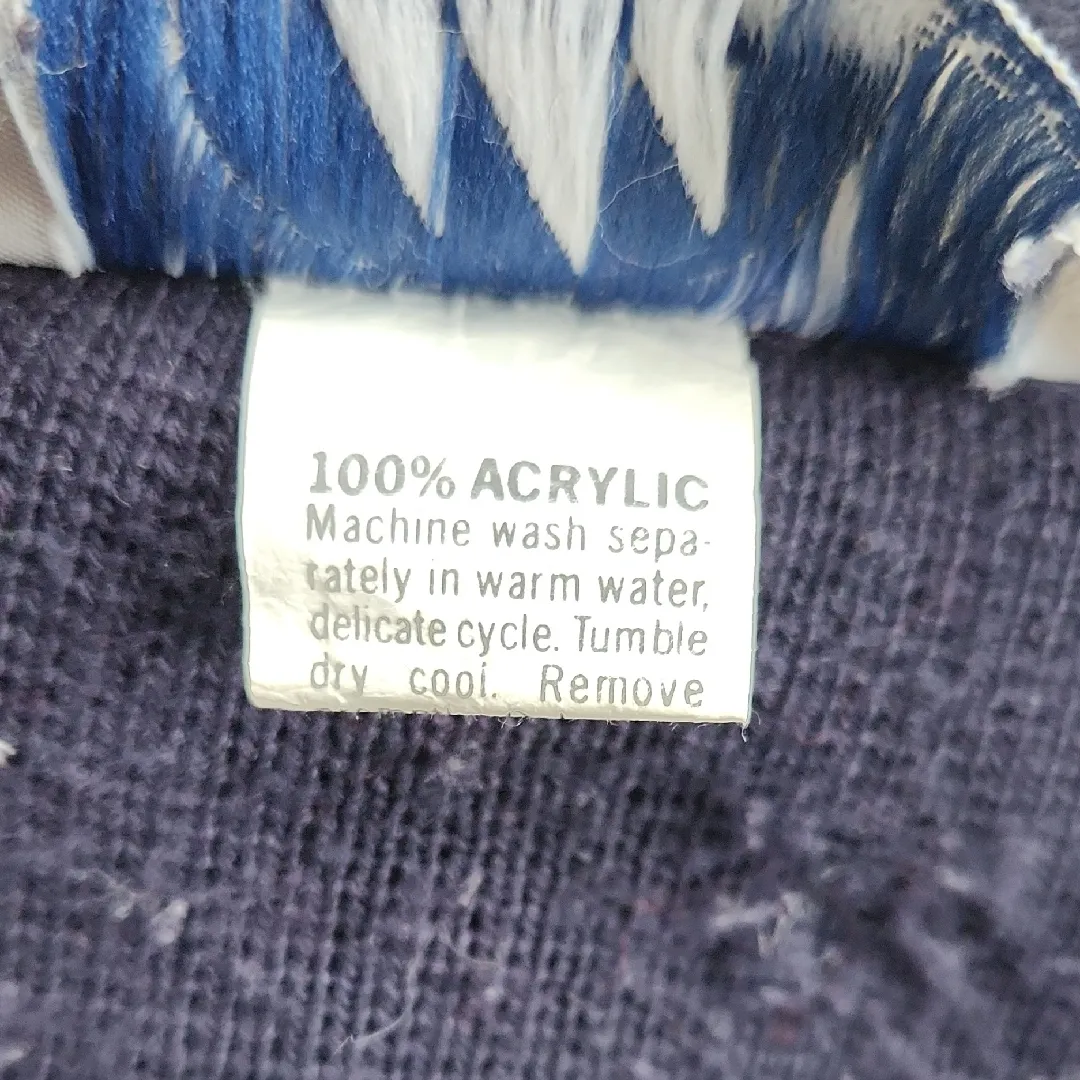 100% ACRYLIC
Machine wash sepa-
rately in warm water,
delicate cycle. Tumble
dry cool. Remove